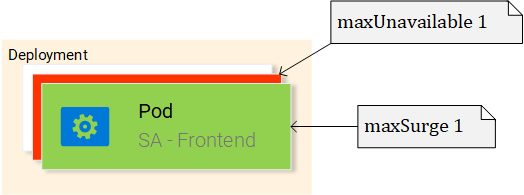 maxUnavailable 1
Deployment
Pod
SA - Frontend
maxSurge 1